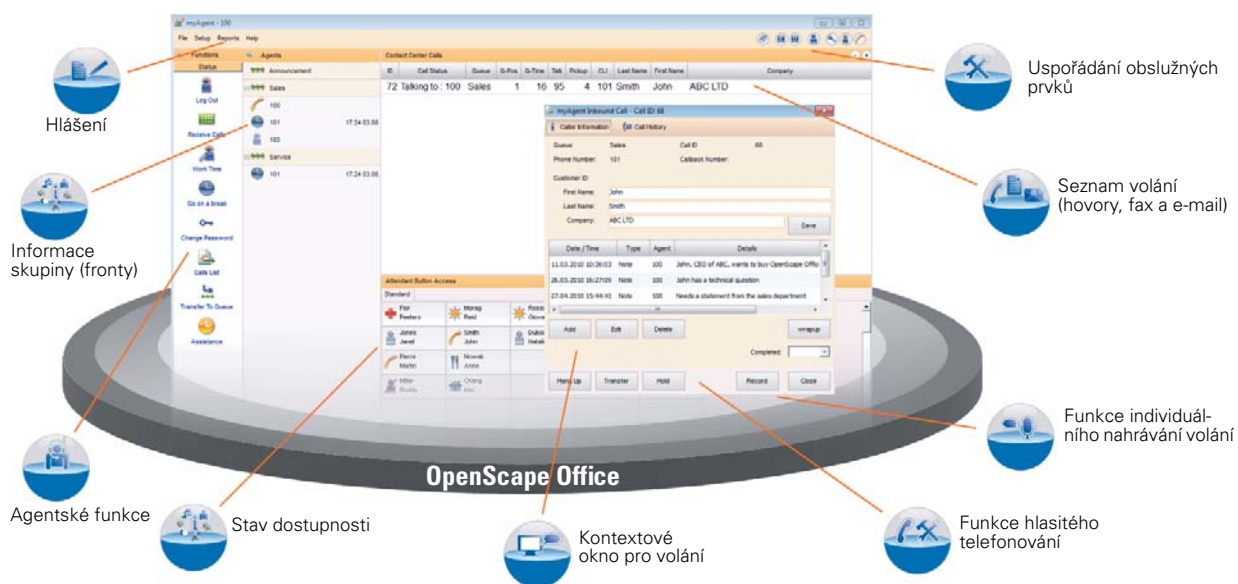 myAgent - 100
File Setup Reports Help
Functions
Agents
Contact Center Calls
Status
Announcement
ID Call Status Queue Q-Pos Q-Time Talk Pickup CLI Last Name First Name Company
72 Talking to : 100 Sales 1 16 95 4 101 Smith John ABC LTD
Sales
Log Out
100
101 17:24 03.08
Receive Calls
103
Service
Work Time
101 17:24 03.08
Go on a break
Change Password
Calls List
Transfer To Queue
Assistance
myAgent Inbound Call - Call ID: 68
Caller Information Call History
Queue: Sales Call ID 68
Phone Number: 101 Callback Number:
Customer ID:
First Name: John
Last Name: Smith
Company: ABC LTD
Save
Date / Time Type Agent Details
11.03.2010 10:36:03 Note 100 John, CEO of ABC, wants to buy OpenScape Offic
26.03.2010 16:27:09 Note 100 John has a technical question
27.04.2010 15:44:41 Note 100 Needs a statement from the sales department
Add Edit Delete wrapup
Completed:
Hang Up Transfer Hold Record Close
Attendant Button Access
Standard
Flor
Peeters
Morag
Reid
Jones
Janet
Smith
John
Pierre
Martin
Nowak
Anna
Miller
Buddy
Chang
OpenScape Office
Hlášení
Informace
skupiny (fronty)
Agentské funkce
Stav dostupnosti
Kontextové
okno pro volání
Funkce hlasitého
telefonování
Funkce individuál-
ního nahrávání volání
Seznam volání
(hovory, fax a e-mail)
Uspořádání obslužných
prvků